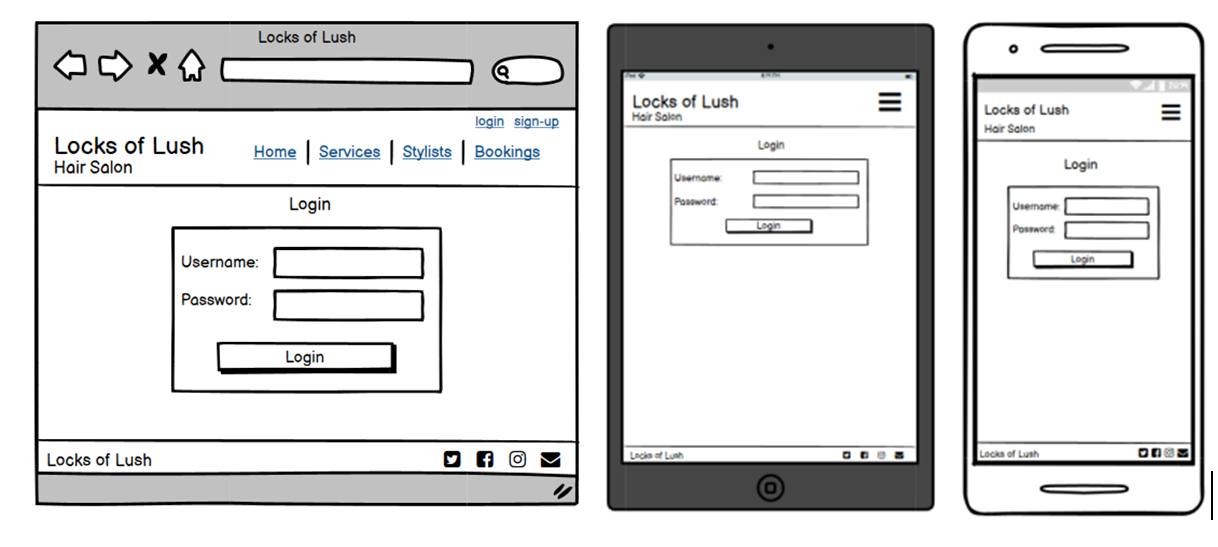 Locks of Lush
login sign-up
Locks of Lush
Hair Salon
Home | Services | Stylists | Bookings
Login
Username:
Password:
Login
Locks of Lush
iPad
Locks of Lush
Hair Salon
Login
Username:
Password:
Login
Locks of Lush
Locks of Lush
Hair Salon
Login
Username:
Password:
Login
Locks of Lush